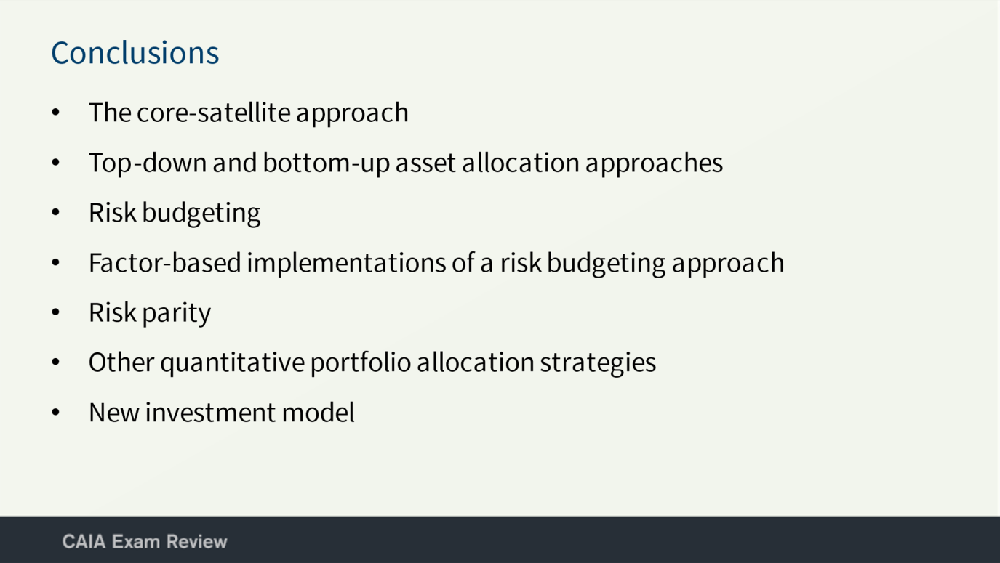 Conclusions
• The core-satellite approach
• Top-down and bottom-up asset allocation approaches
• Risk budgeting
• Factor-based implementations of a risk budgeting approach
• Risk parity
• Other quantitative portfolio allocation strategies
• New investment model
CAIA Exam Review